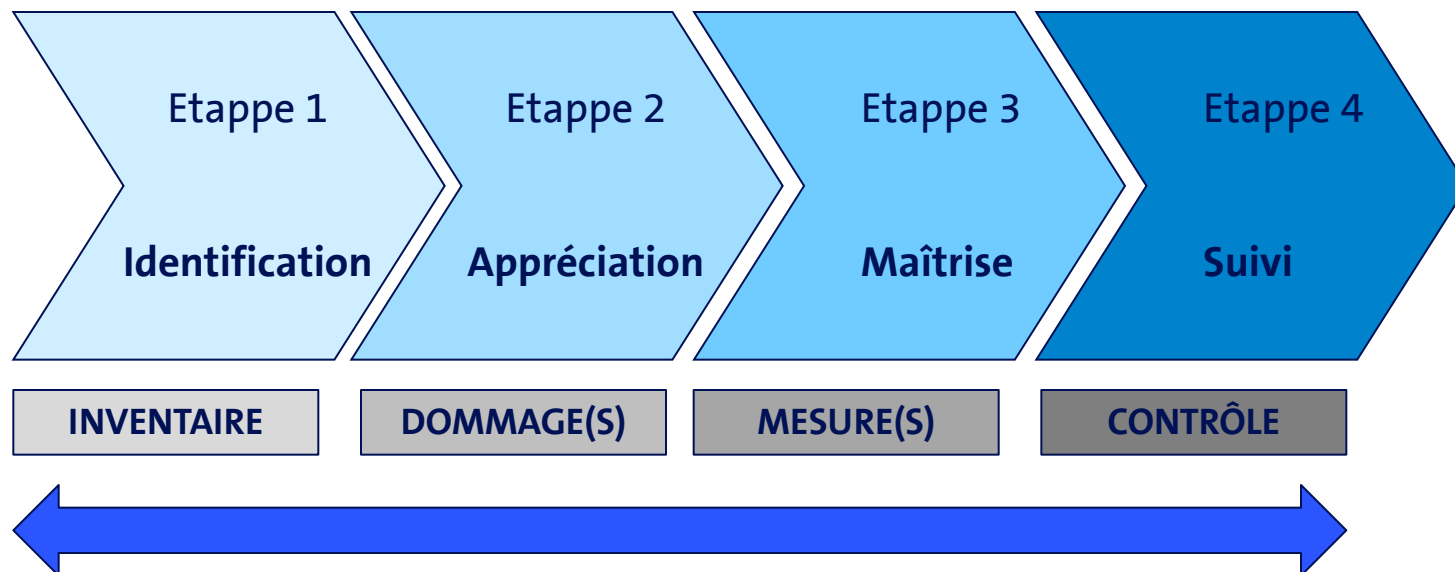 Etappe 1
Etappe 2
Etappe 3
Etappe 4
Identification
Appréciation
Maîtrise
Suivi
INVENTAIRE
DOMMAGE(S)
MESURE(S)
CONTRÔLE